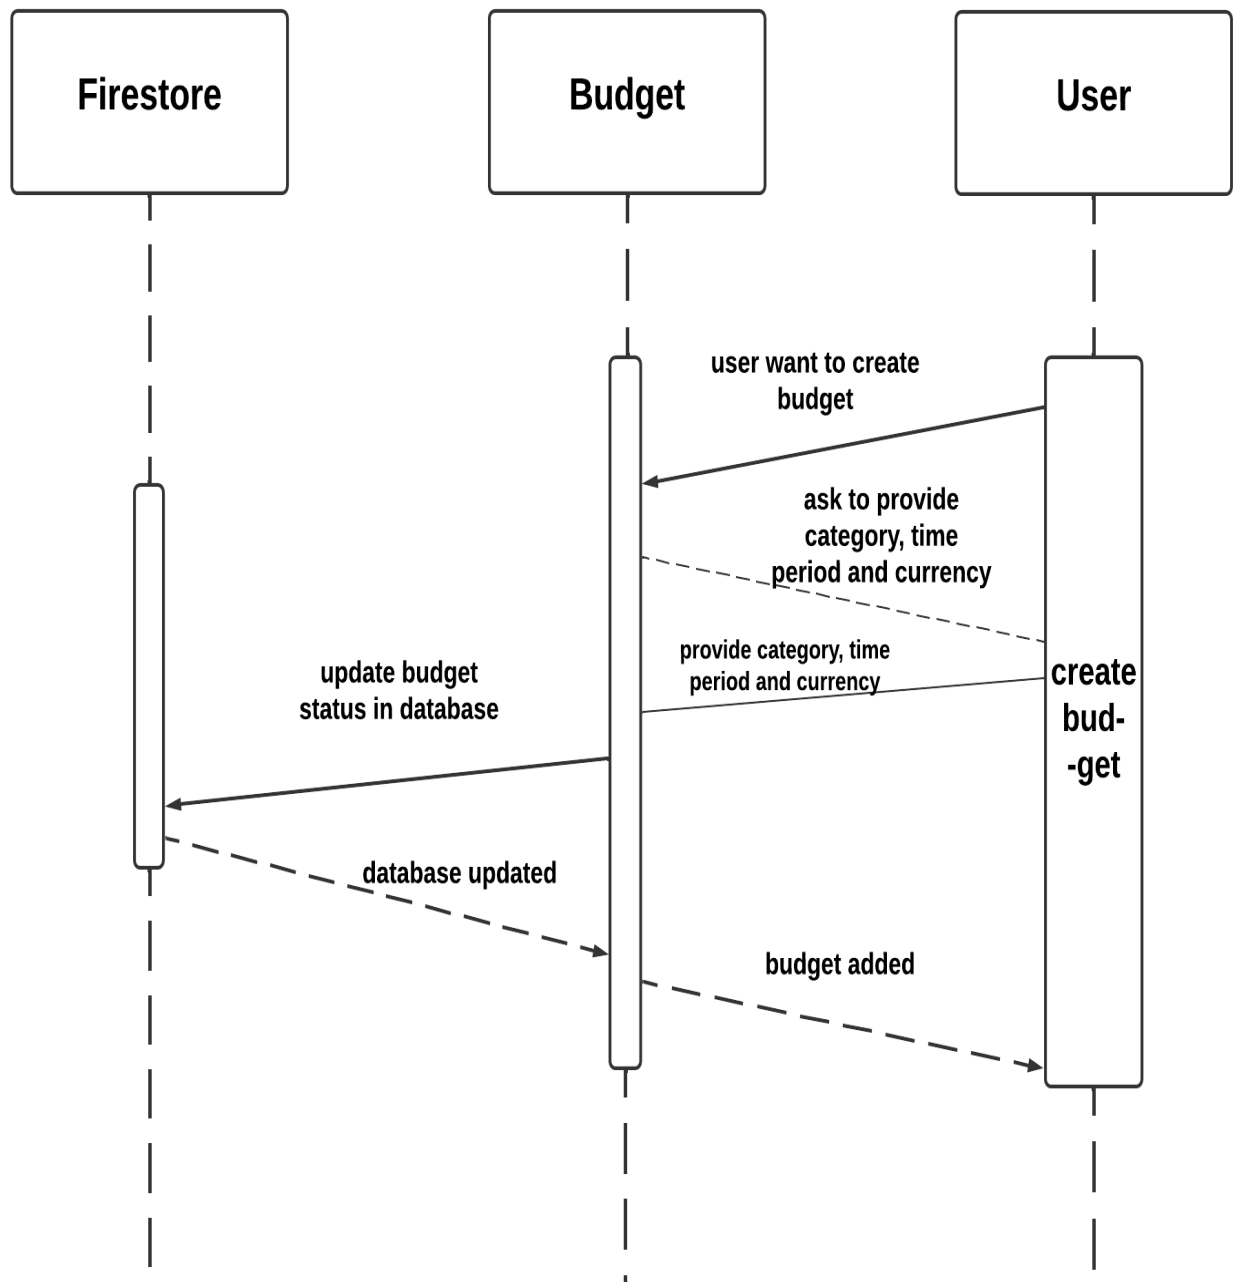 Firestore
Budget
User
user want to create
budget
ask to provide
category, time
period and currency
provide category, time
period and currency
create
bud-
-get
update budget
status in database
database updated
budget added